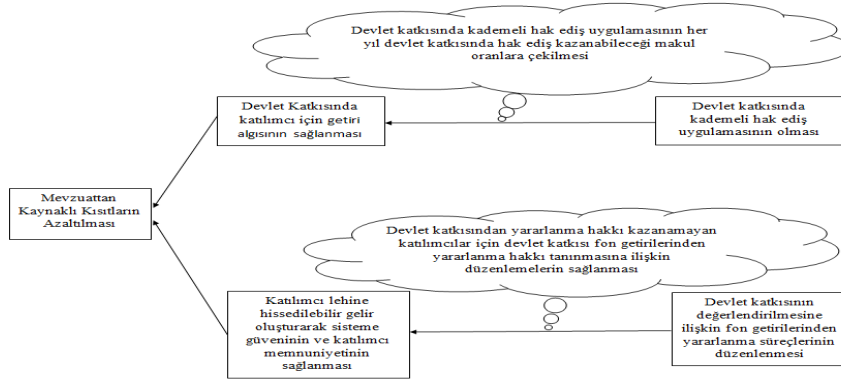 Devlet katkısında kademeli hak ediş uygulamasının her
yıl devlet katkısında hak ediş kazanabileceği makul
oranlara çekilmesi
Devlet Katkısında
katılımcı için getiri
algısının sağlanması
Devlet katkısında
kademeli hak ediş
uygulamasının olması
Mevzuattan
Kaynaklı Kısıtların
Azaltılması
Devlet katkısından yararlanma hakkı kazanamayan
katılımcılar için devlet katkısı fon getirilerinden
yararlanma hakkı tanınmasına ilişkin
düzenlemelerin sağlanması
Katılımcı lehine
hissedilebilir gelir
oluşturarak sisteme
güveninin ve katılımcı
memnuniyetinin
sağlanması
Devlet katkısının
değerlendirilmesine
ilişkin fon getirilerinden
yararlanma süreçlerinin
düzenlenmesi